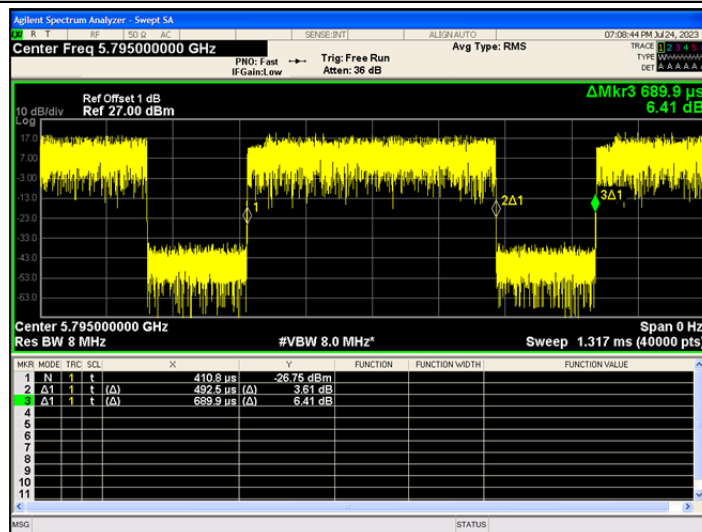 Agilent Spectrum Analyzer - Swept SA
R T RF 50 Ω AC SENSE:INT ALIGN AUTO 07:08:44 PM Jul 24, 2023
Center Freq 5.795000000 GHz Avg Type: RMS TRACE 1 2 3 4 5
PNO: Fast Trig: Free Run TYPE
IFGain:Low Atten: 36 dB DET A A A A A
ΔMkr3 689.9 µs
6.41 dB
Ref Offset 1 dB
10 dB/div Ref 27.00 dBm
Log
17.0
7.00
-3.00
-13.0
-23.0
-33.0
-43.0
-53.0
-63.0
1
2Δ1
3Δ1
Center 5.795000000 GHz Span 0 Hz
Res BW 8 MHz #VBW 8.0 MHz* Sweep 1.317 ms (40000 pts)
MKR MODE TRC SCL X Y FUNCTION FUNCTION WIDTH FUNCTION VALUE
1 N 1 t 410.8 µs -26.75 dBm
2 Δ1 1 t (Δ) 492.5 µs (Δ) 3.61 dB
3 Δ1 1 t (Δ) 689.9 µs (Δ) 6.41 dB
4
5
6
7
8
9
10
11
MSG STATUS